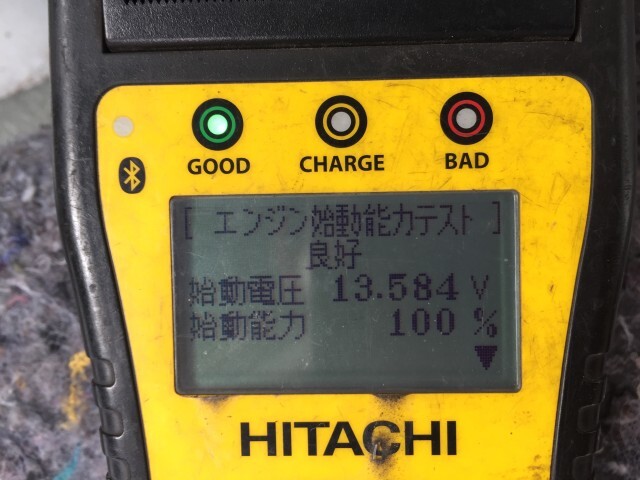 GOOD CHARGE BAD
[ エンジン始動能力テスト ]
良好
始動電圧 13.584 V
始動能力 100 %
▼
HITACHI